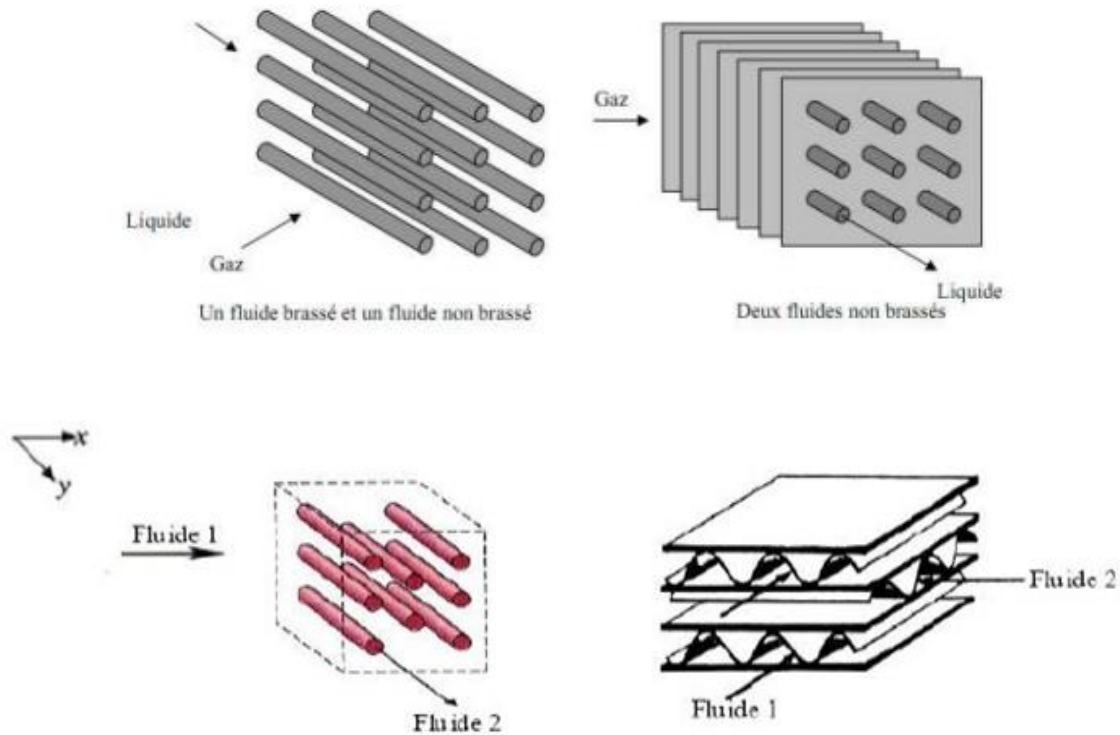 Gaz
Liquide
Gaz
Liquide
Un fluide brassé et un fluide non brassé
Deux fluides non brassés
x
y
Fluide 1
Fluide 2
Fluide 2
Fluide 1